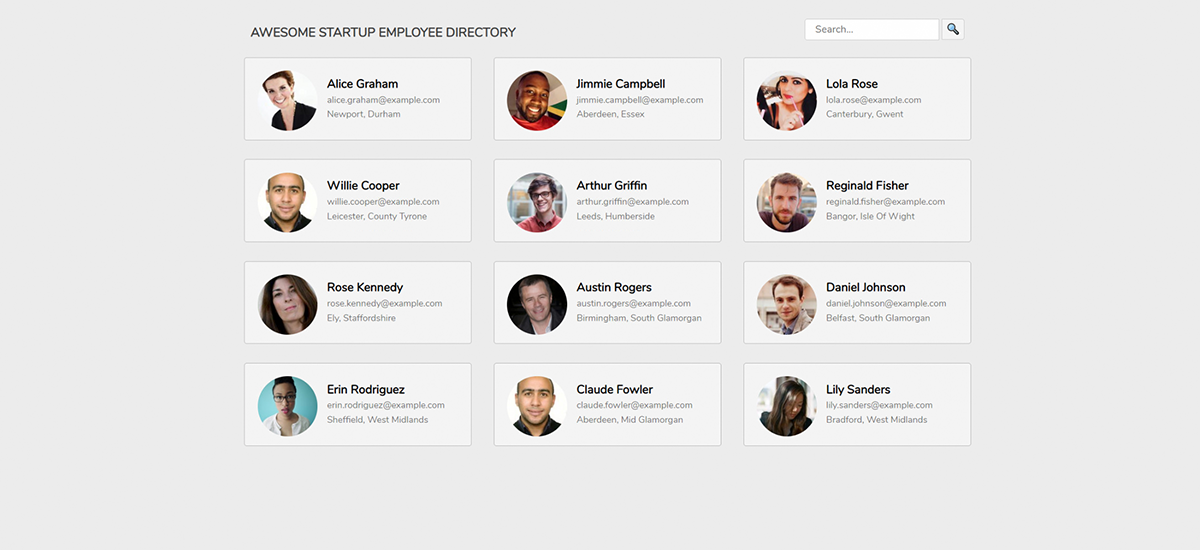 AWESOME STARTUP EMPLOYEE DIRECTORY
Search...
Alice Graham
alice.graham@example.com
Newport, Durham
Jimmie Campbell
jimmie.campbell@example.com
Aberdeen, Essex
Lola Rose
lola.rose@example.com
Canterbury, Gwent
Willie Cooper
willie.cooper@example.com
Leicester, County Tyrone
Arthur Griffin
arthur.griffin@example.com
Leeds, Humberside
Reginald Fisher
reginald.fisher@example.com
Bangor, Isle Of Wight
Rose Kennedy
rose.kennedy@example.com
Ely, Staffordshire
Austin Rogers
austin.rogers@example.com
Birmingham, South Glamorgan
Daniel Johnson
daniel.johnson@example.com
Belfast, South Glamorgan
Erin Rodriguez
erin.rodriguez@example.com
Sheffield, West Midlands
Claude Fowler
claude.fowler@example.com
Aberdeen, Mid Glamorgan
Lily Sanders
lily.sanders@example.com
Bradford, West Midlands